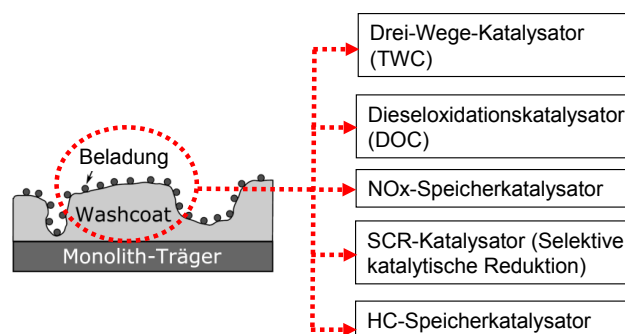 Drei-Wege-Katalysator
(TWC)
Dieseloxidationskatalysator
(DOC)
Beladung
NOx-Speicherkatalysator
Washcoat
SCR-Katalysator (Selektive
katalytische Reduktion)
Monolith-Träger
HC-Speicherkatalysator